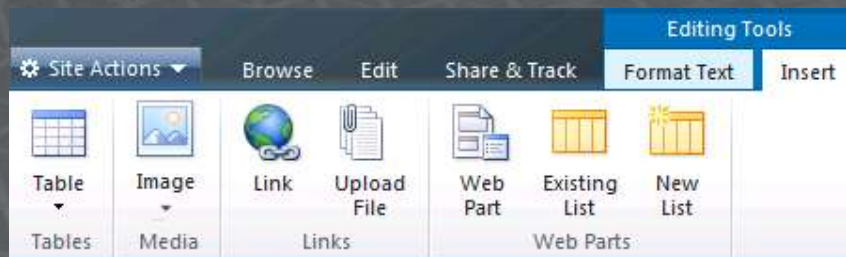 Editing Tools
Site Actions Browse Edit Share & Track Format Text Insert
Table Image Link Upload File Web Part Existing List New List
Tables Media Links Web Parts